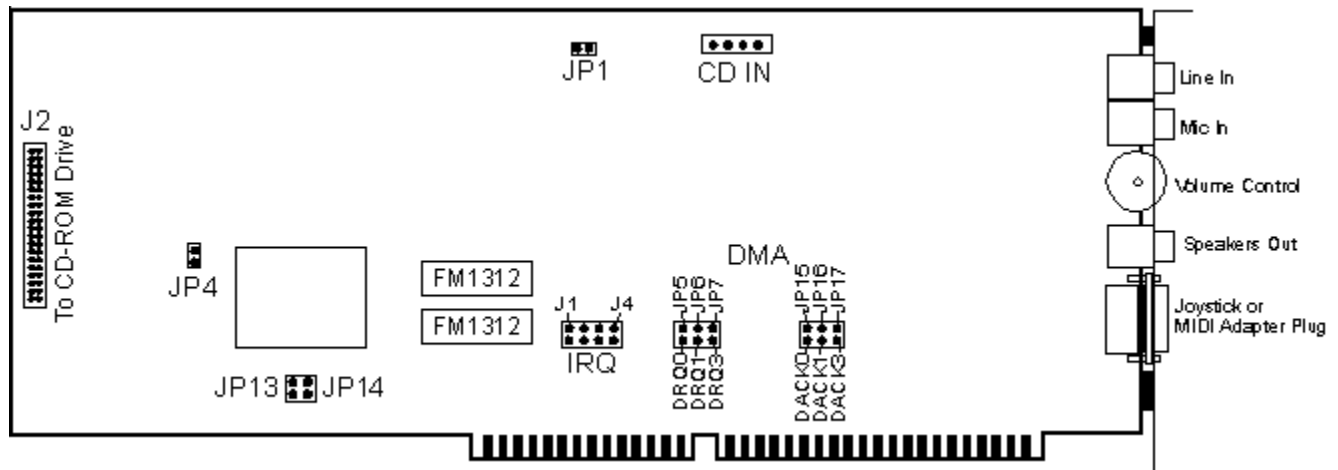 JP1
CD IN
Line In
Mic In
Volume Control
Speakers Out
Joystick or
MIDI Adapter Plug
J2
To CD-ROM Drive
JP4
FM1312
FM1312
JP13
JP14
J1
J4
IRQ
DMA
JP5
JP6
JP7
DRQ0
DRQ1
DRQ3
JP15
JP16
JP17
DACK0
DACK1
DACK3